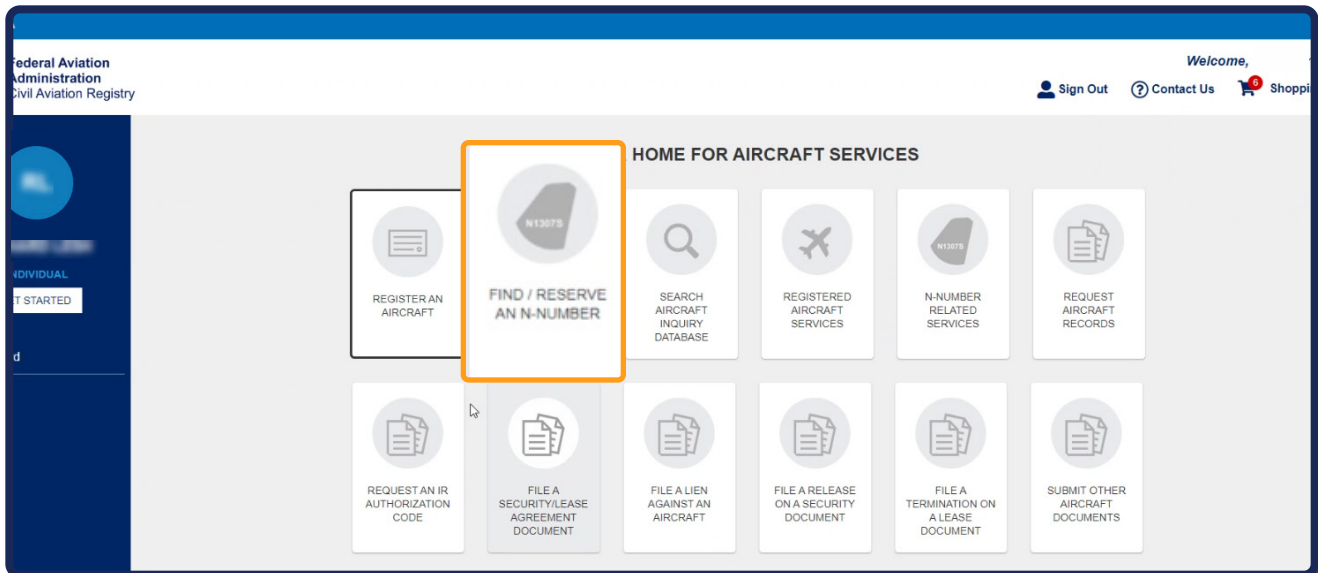 Federal Aviation
Administration
Civil Aviation Registry
Welcome,
Sign Out
Contact Us
6
Shoppi
INDIVIDUAL
ET STARTED
d
HOME FOR AIRCRAFT SERVICES
REGISTER AN
AIRCRAFT
N1307S
FIND / RESERVE
AN N-NUMBER
SEARCH
AIRCRAFT
INQUIRY
DATABASE
REGISTERED
AIRCRAFT
SERVICES
N1307S
N-NUMBER
RELATED
SERVICES
REQUEST
AIRCRAFT
RECORDS
REQUEST AN IR
AUTHORIZATION
CODE
FILE A
SECURITY/LEASE
AGREEMENT
DOCUMENT
FILE A LIEN
AGAINST AN
AIRCRAFT
FILE A RELEASE
ON A SECURITY
DOCUMENT
FILE A
TERMINATION ON
A LEASE
DOCUMENT
SUBMIT OTHER
AIRCRAFT
DOCUMENTS